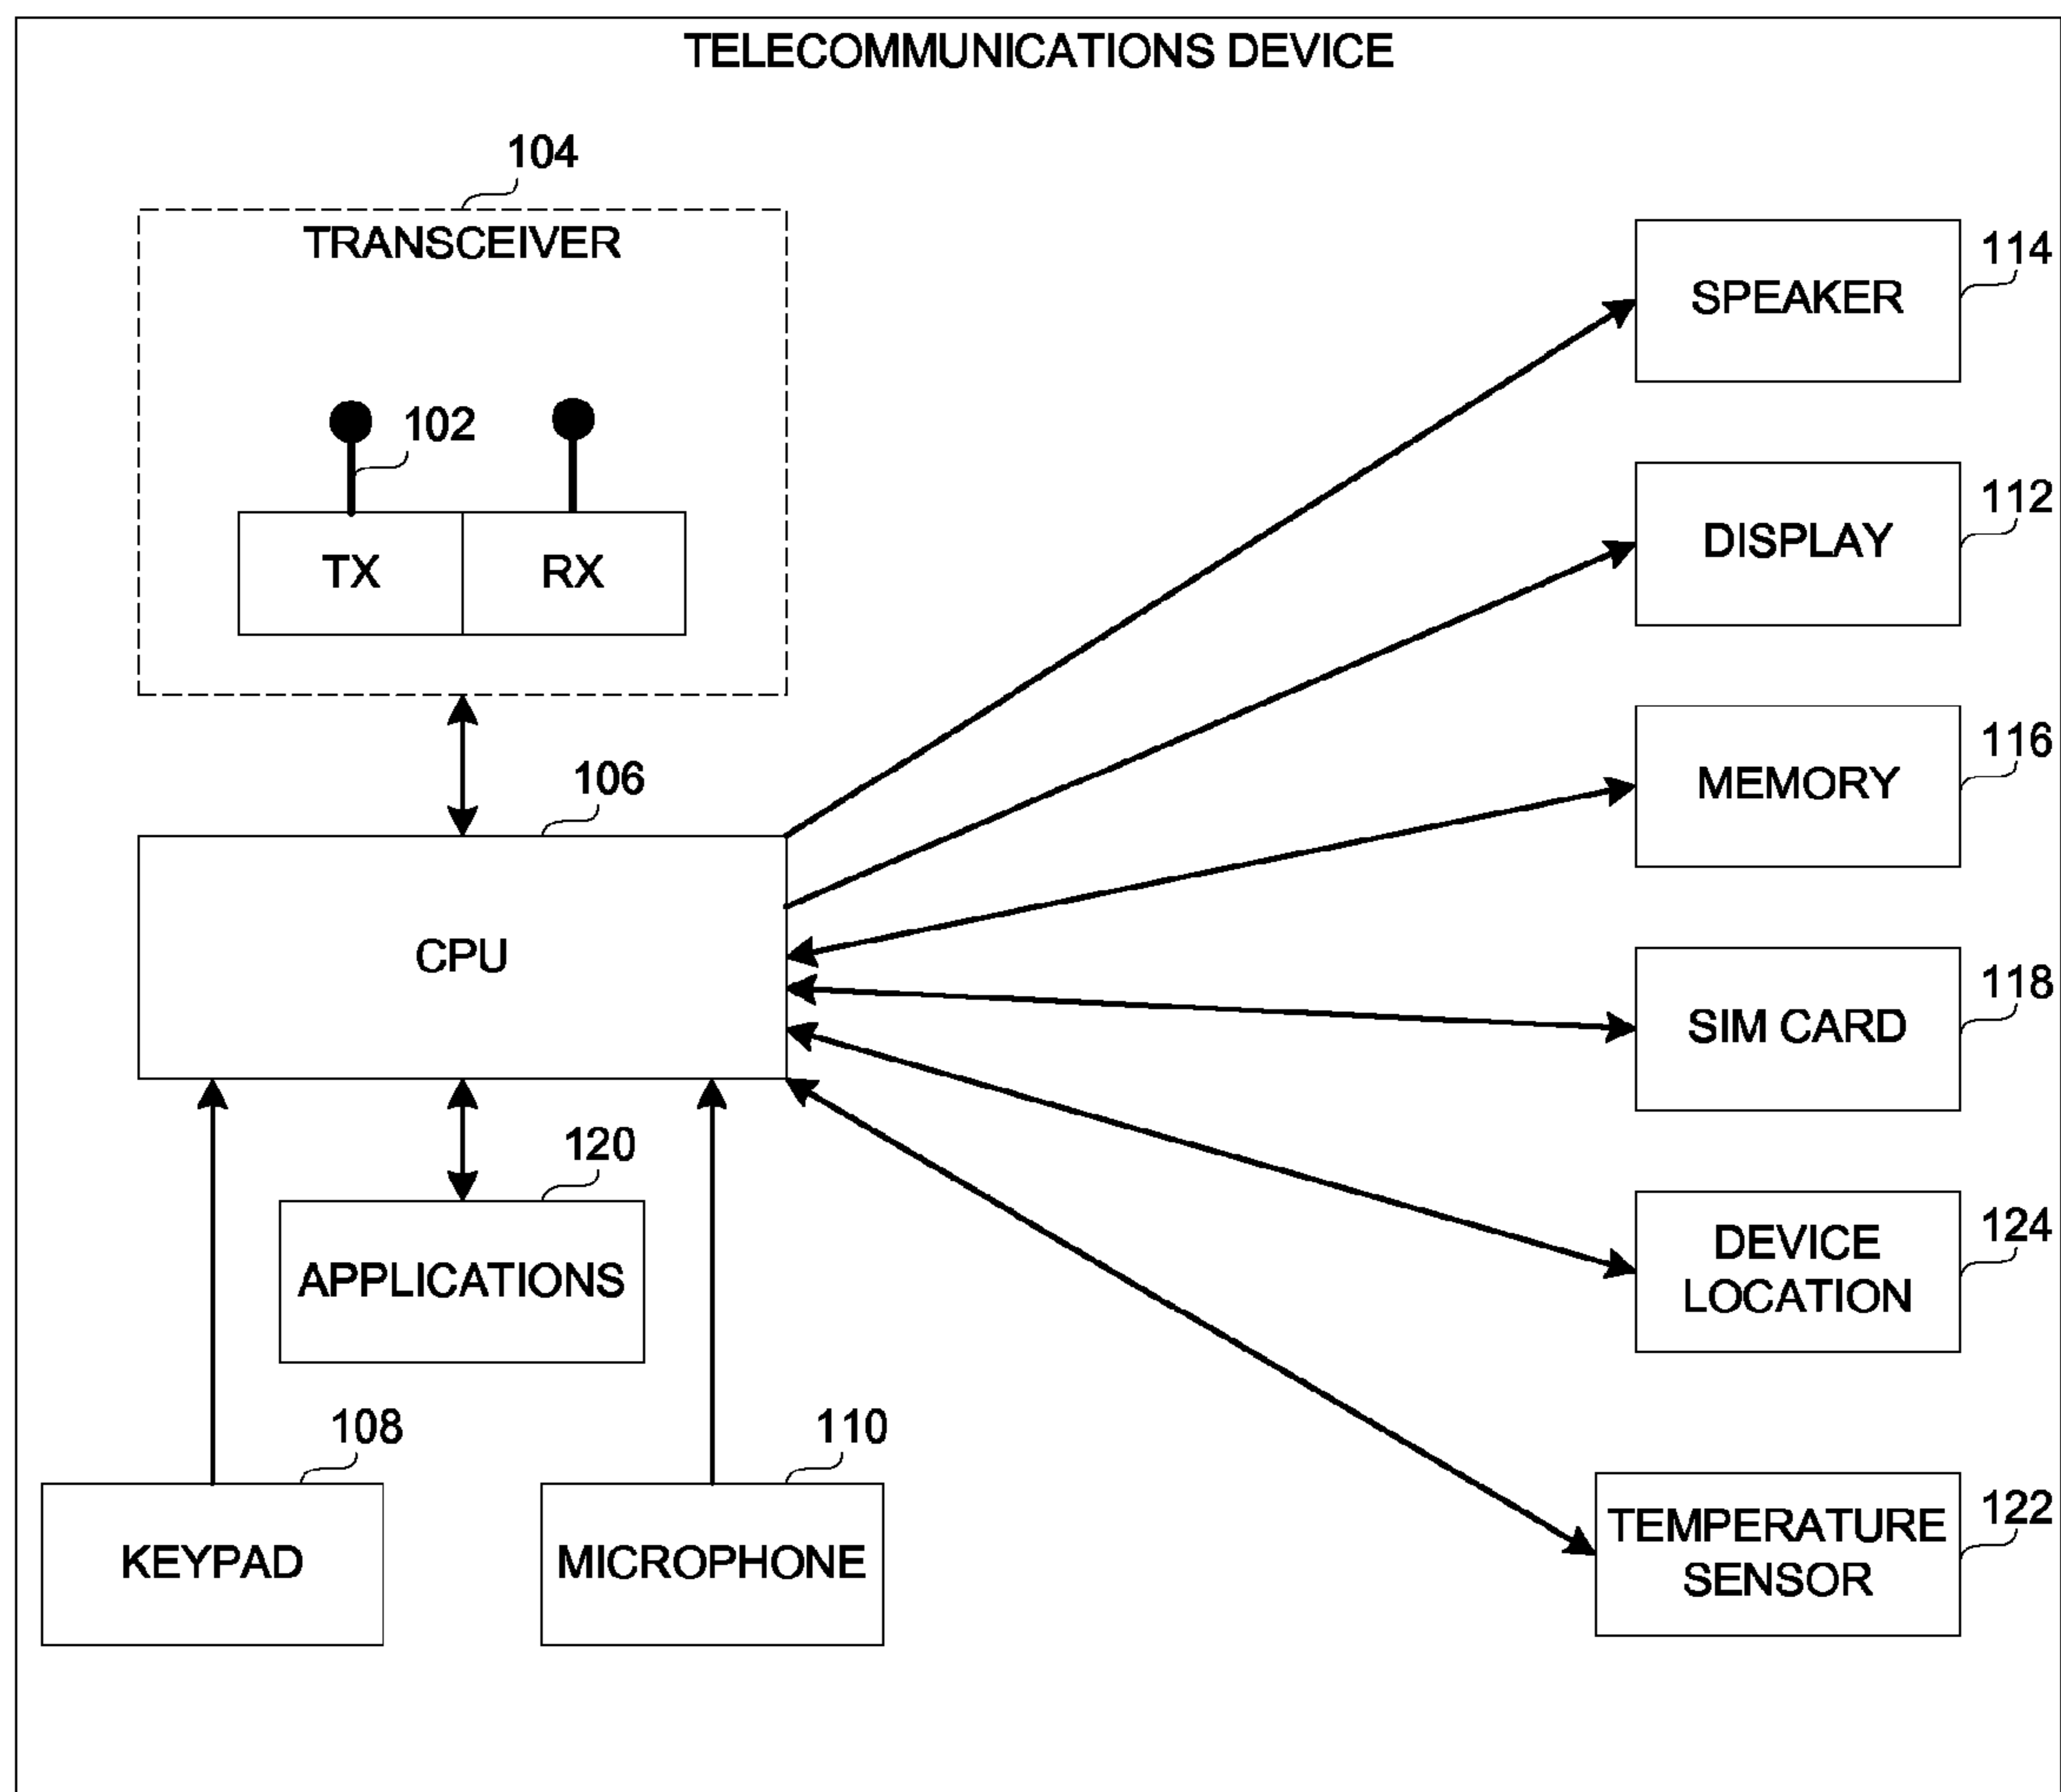 TELECOMMUNICATIONS DEVICE
104
TRANSCEIVER
102
TX
RX
106
CPU
120
APPLICATIONS
108
KEYPAD
110
MICROPHONE
114
SPEAKER
112
DISPLAY
116
MEMORY
118
SIM CARD
124
DEVICE
LOCATION
122
TEMPERATURE
SENSOR